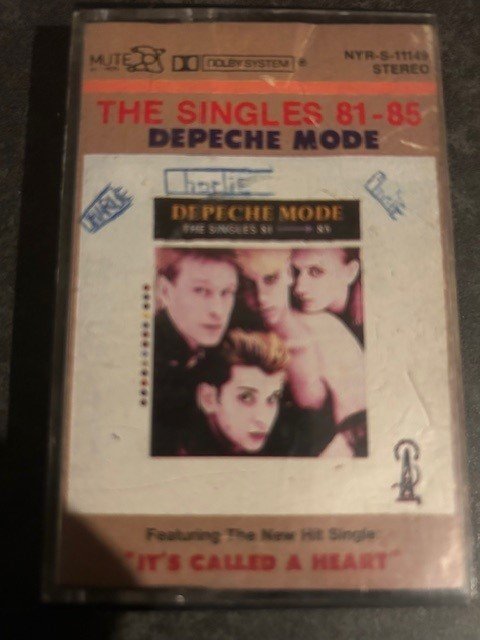 MUTE
DOLBY SYSTEM ®
NYR-S-11149
STEREO
THE SINGLES 81-85
DEPECHE MODE
Charlie
DEPECHE MODE
THE SINGLES 81 → 85
Featuring The New Hit Single
"IT'S CALLED A HEART"